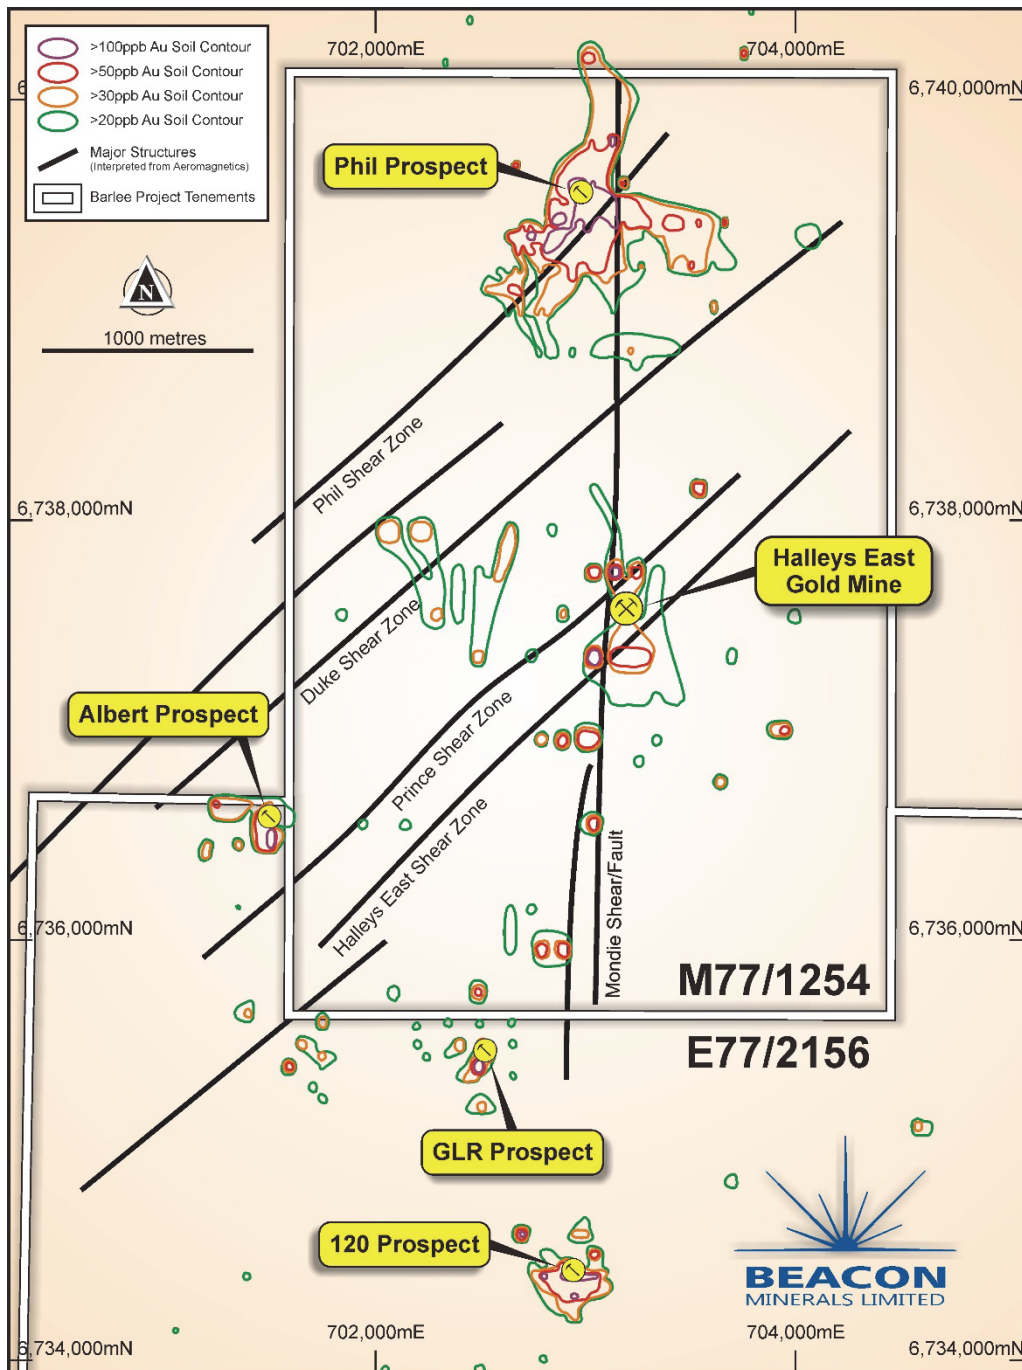 702,000mE
704,000mE
>100ppb Au Soil Contour
>50ppb Au Soil Contour
>30ppb Au Soil Contour
>20ppb Au Soil Contour
Major Structures
(Interpreted from Aeromagnetics)
Barlee Project Tenements
6,740,000mN
Phil Prospect
N
1000 metres
Phil Shear Zone
6,738,000mN
6,738,000mN
Halleys East
Gold Mine
Duke Shear Zone
Albert Prospect
Prince Shear Zone
Halleys East Shear Zone
Mondie Shear/Fault
6,736,000mN
6,736,000mN
M77/1254
E77/2156
GLR Prospect
120 Prospect
BEACON
MINERALS LIMITED
702,000mE
704,000mE
6,734,000mN
6,734,000mN